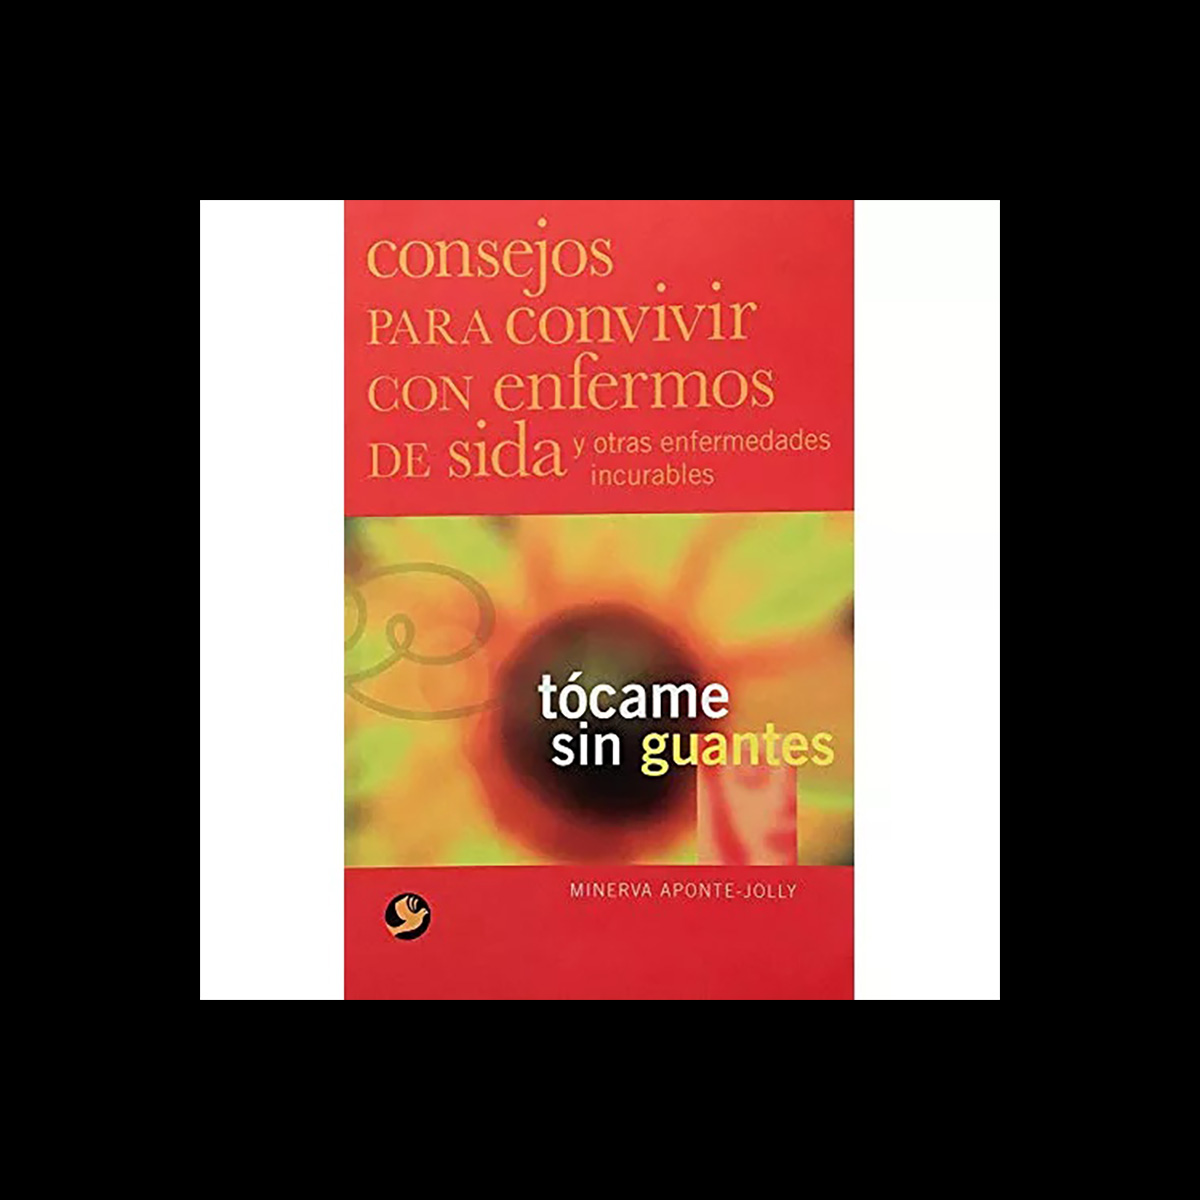 consejos
PARA convivir
CON enfermos
DE sida y otras enfermedades
incurables
tócame
sin guantes
MINERVA APONTE-JOLLY